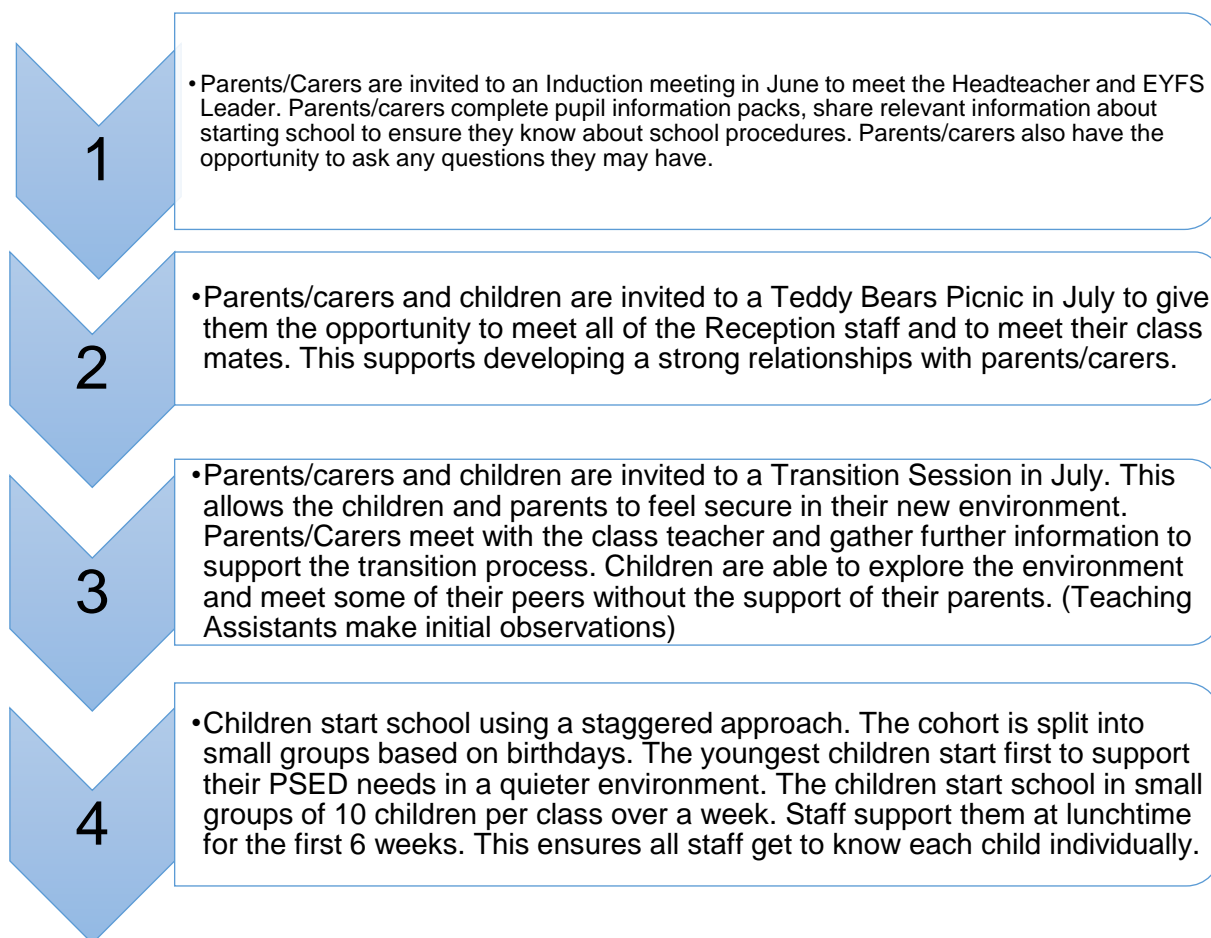 1
•Parents/Carers are invited to an Induction meeting in June to meet the Headteacher and EYFS
Leader. Parents/carers complete pupil information packs, share relevant information about
starting school to ensure they know about school procedures. Parents/carers also have the
opportunity to ask any questions they may have.
2
•Parents/carers and children are invited to a Teddy Bears Picnic in July to give
them the opportunity to meet all of the Reception staff and to meet their class
mates. This supports developing a strong relationships with parents/carers.
3
•Parents/carers and children are invited to a Transition Session in July. This
allows the children and parents to feel secure in their new environment.
Parents/Carers meet with the class teacher and gather further information to
support the transition process. Children are able to explore the environment
and meet some of their peers without the support of their parents. (Teaching
Assistants make initial observations)
4
•Children start school using a staggered approach. The cohort is split into
small groups based on birthdays. The youngest children start first to support
their PSED needs in a quieter environment. The children start school in small
groups of 10 children per class over a week. Staff support them at lunchtime
for the first 6 weeks. This ensures all staff get to know each child individually.